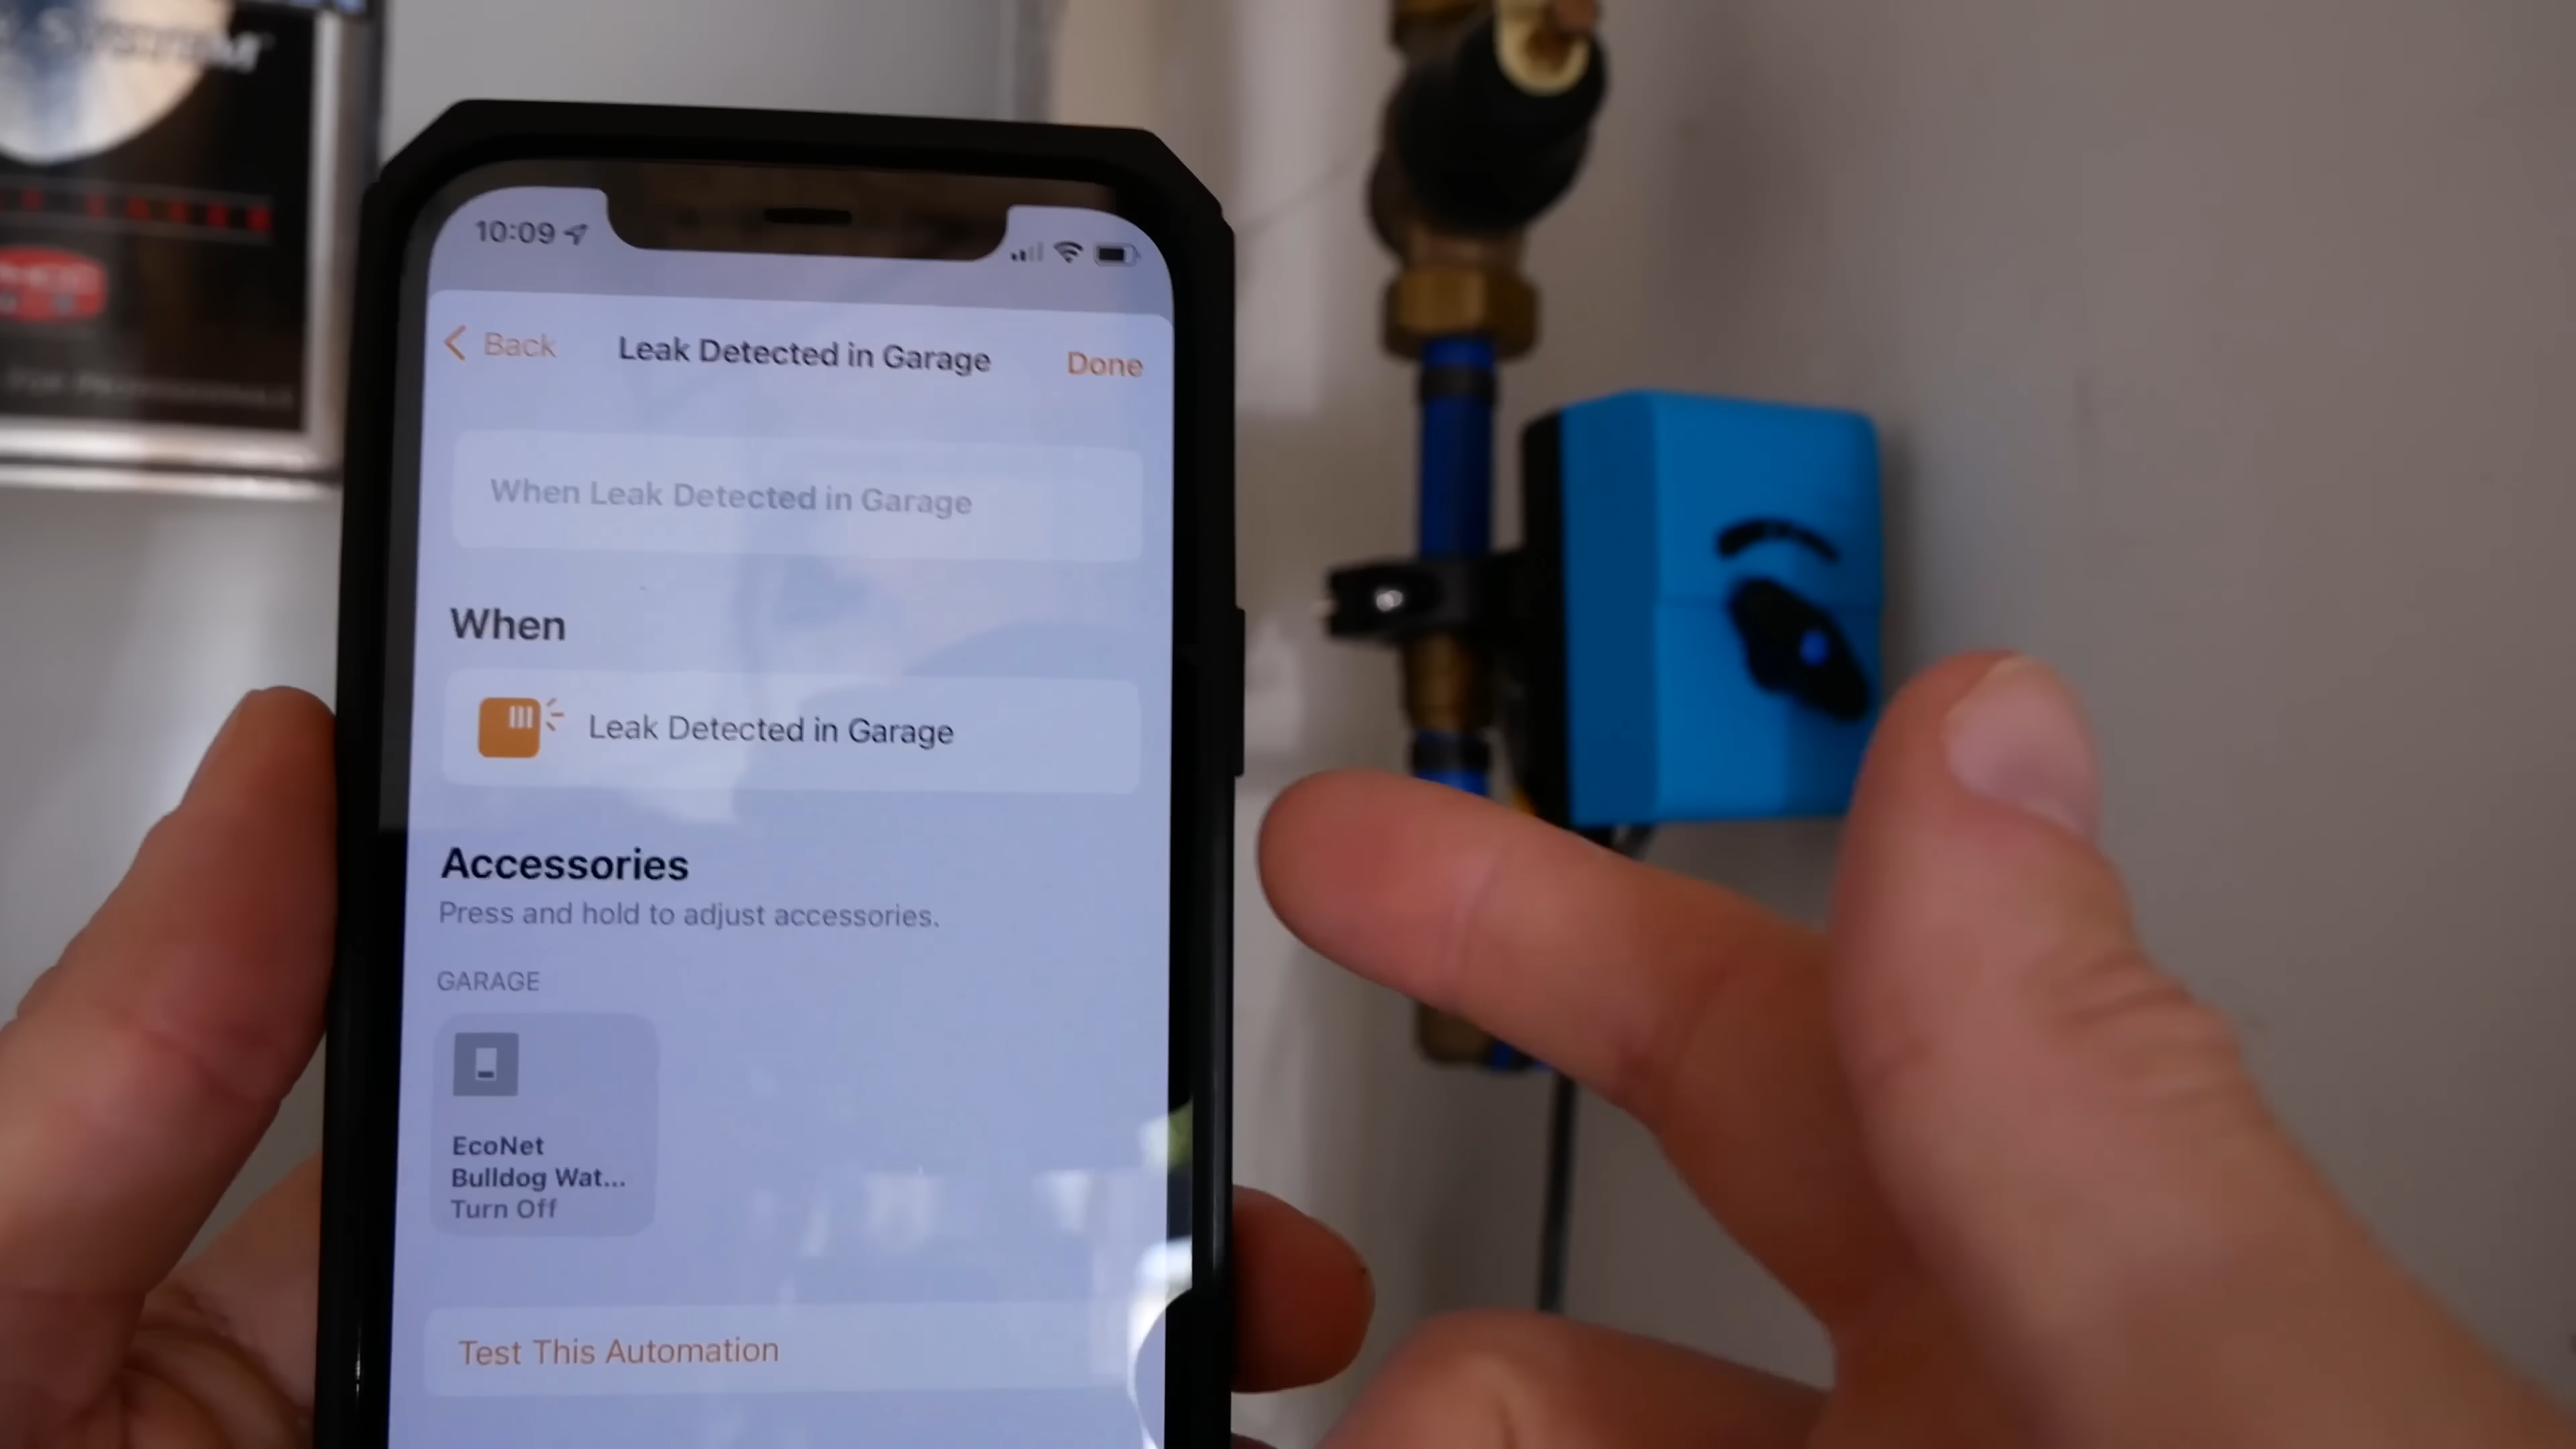 SYSTEM
10:09
Back
Leak Detected in Garage
Done
When Leak Detected in Garage
When
Leak Detected in Garage
Accessories
Press and hold to adjust accessories.
GARAGE
EcoNet
Bulldog Wat...
Turn Off
Test This Automation